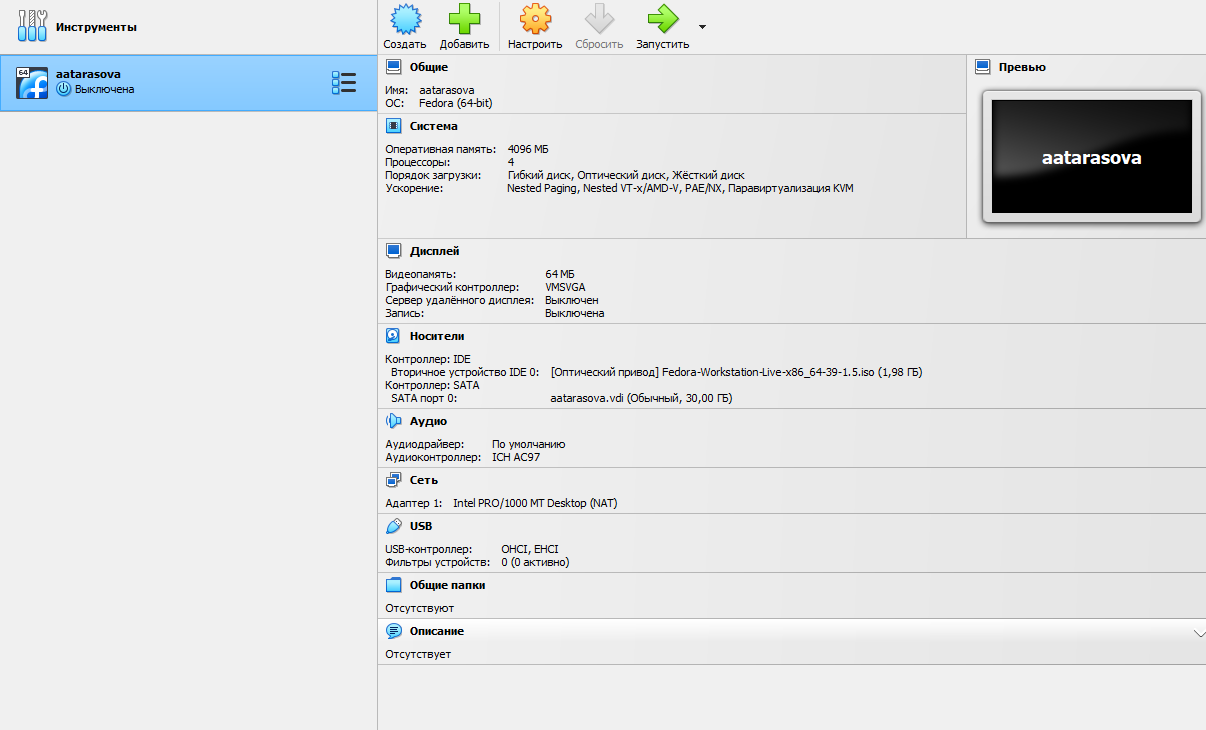 Инструменты
64
aatarasova
Выключена
Создать Добавить Настроить Сбросить Запустить
Общие
Имя: aatarasova
ОС: Fedora (64-bit)
Система
Оперативная память: 4096 МБ
Процессоры: 4
Порядок загрузки: Гибкий диск, Оптический диск, Жёсткий диск
Ускорение: Nested Paging, Nested VT-x/AMD-V, PAE/NX, Паравиртуализация KVM
Превью
aatarasova
Дисплей
Видеопамять: 64 МБ
Графический контроллер: VMSVGA
Сервер удалённого дисплея: Выключен
Запись: Выключена
Носители
Контроллер: IDE
Вторичное устройство IDE 0: [Оптический привод] Fedora-Workstation-Live-x86_64-39-1.5.iso (1,98 ГБ)
Контроллер: SATA
SATA порт 0: aatarasova.vdi (Обычный, 30,00 ГБ)
Аудио
Аудиодрайвер: По умолчанию
Аудиоконтроллер: ICH AC97
Сеть
Адаптер 1: Intel PRO/1000 MT Desktop (NAT)
USB
USB-контроллер: OHCI, EHCI
Фильтры устройств: 0 (0 активно)
Общие папки
Отсутствуют
Описание
Отсутствует